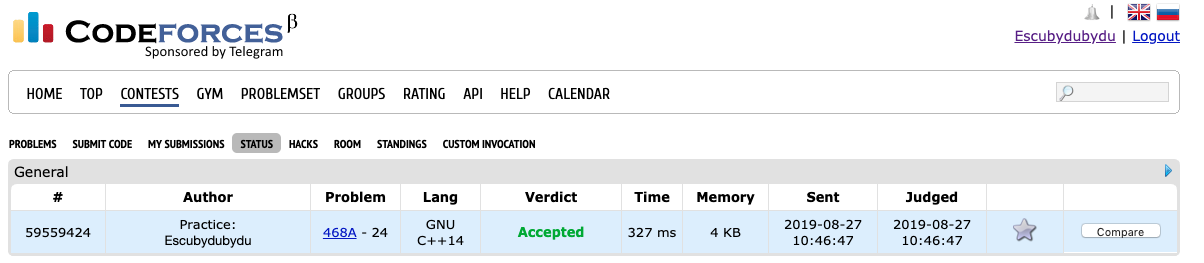 CODEFORCES β
Sponsored by Telegram
|
Escubydubydu | Logout
HOME TOP CONTESTS GYM PROBLEMSET GROUPS RATING API HELP CALENDAR
PROBLEMS SUBMIT CODE MY SUBMISSIONS STATUS HACKS ROOM STANDINGS CUSTOM INVOCATION
General
# Author Problem Lang Verdict Time Memory Sent Judged
59559424 Practice: Escubydubydu 468A - 24 GNU C++14 Accepted 327 ms 4 KB 2019-08-27 10:46:47 2019-08-27 10:46:47 Compare